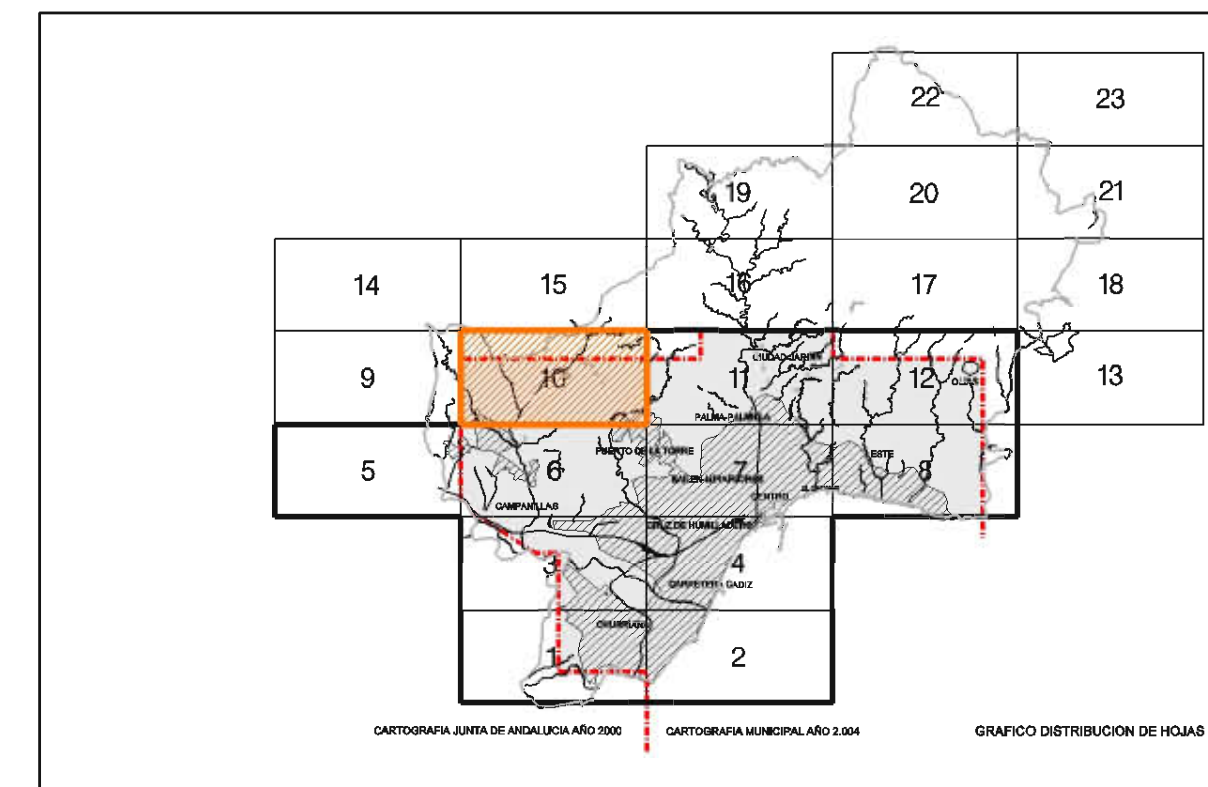 22 23
19 20 21
14 15 16 17 18
CIUDAD JARDIN
9 10 11 12 13
OLIAS
PALMA-PALMILLA
PUERTO DE LA TORRE ESTE
5 6 7 8
BAILEN-MIRAFLORES
CENTRO
CAMPANILLAS
CRUZ DE HUMILLADERO
3 4
CARRETERA CADIZ
CHURRIANA
1 2
CARTOGRAFIA JUNTA DE ANDALUCIA AÑO 2000 CARTOGRAFIA MUNICIPAL AÑO 2.004 GRAFICO DISTRIBUCION DE HOJAS